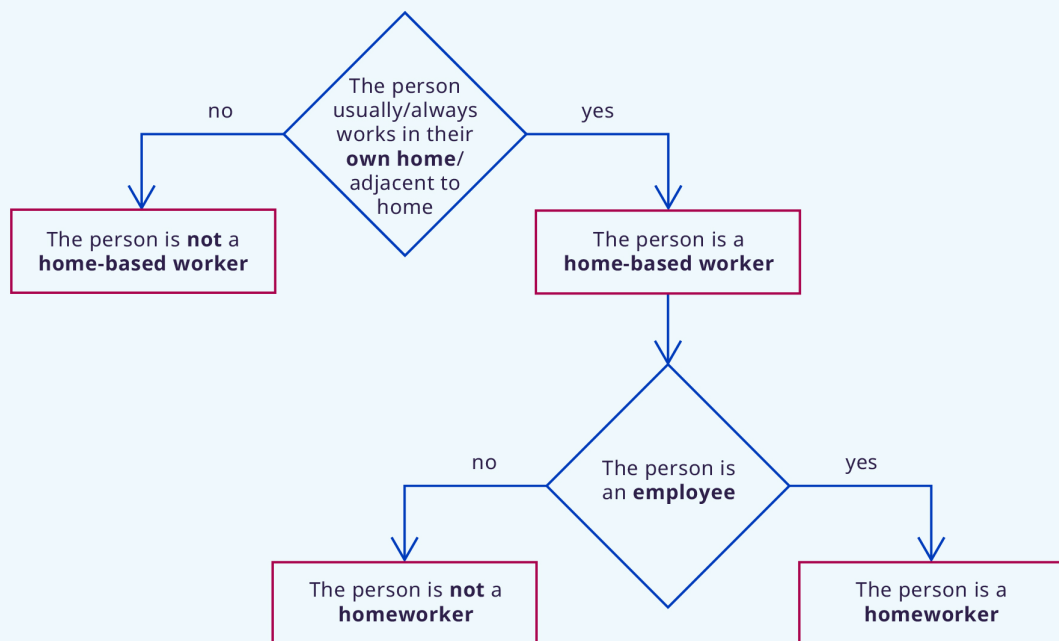 The person
usually/always
works in their
own home/
adjacent to
home
no
yes
The person is not a
home-based worker
The person is a
home-based worker
The person is
an employee
no
yes
The person is not a
homeworker
The person is a
homeworker